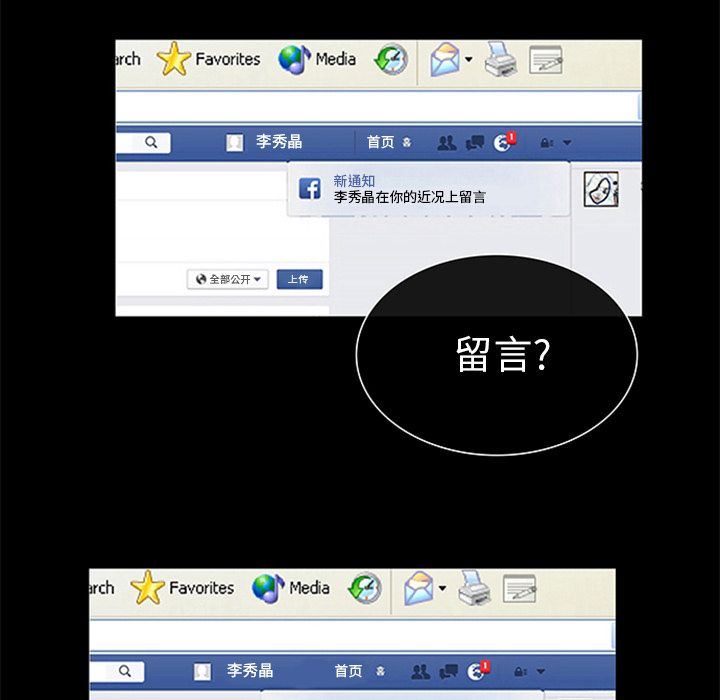 arch Favorites Media
李秀晶 首页
1
新通知
李秀晶在你的近况上留言
全部公开 上传
留言?
arch Favorites Media
李秀晶 首页